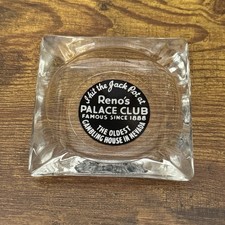 I hit the Jack Pot at
Reno's
PALACE CLUB
FAMOUS SINCE 1888
THE OLDEST
GAMBLING HOUSE IN NEVADA